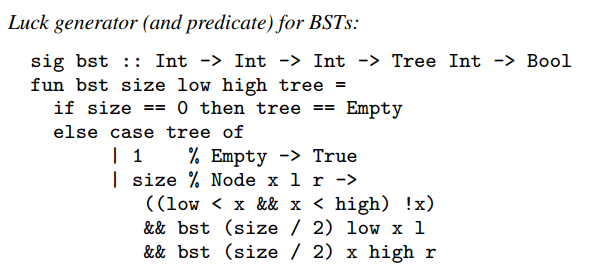 Luck generator (and predicate) for BSTs:
sig bst :: Int -> Int -> Int -> Tree Int -> Bool
fun bst size low high tree =
  if size == 0 then tree == Empty
  else case tree of
       | 1    % Empty -> True
       | size % Node x l r ->
          ((low < x && x < high) !x)
          && bst (size / 2) low x l
          && bst (size / 2) x high r